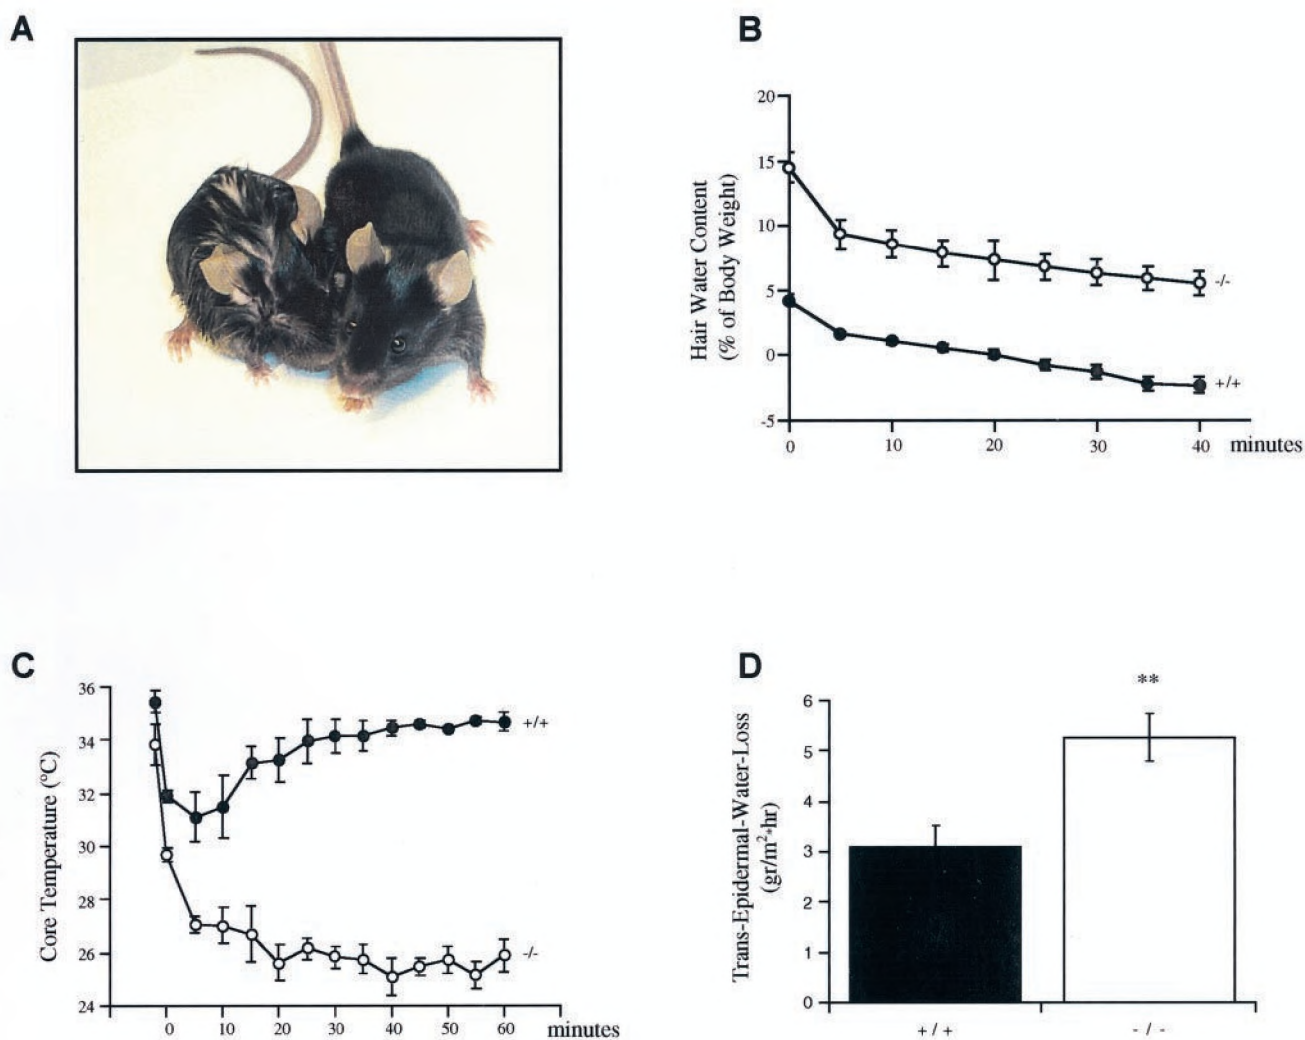 A
B
20
15
10
5
0
-5
Hair Water Content
(% of Body Weight)
-/-
+/+
0
10
20
30
40
minutes
C
36
34
32
30
28
26
24
Core Temperature (°C)
+/+
-/-
0
10
20
30
40
50
60
minutes
D
**
6
5
4
3
2
1
0
Trans-Epidermal-Water-Loss
(gr/m²*hr)
+ / +
- / -